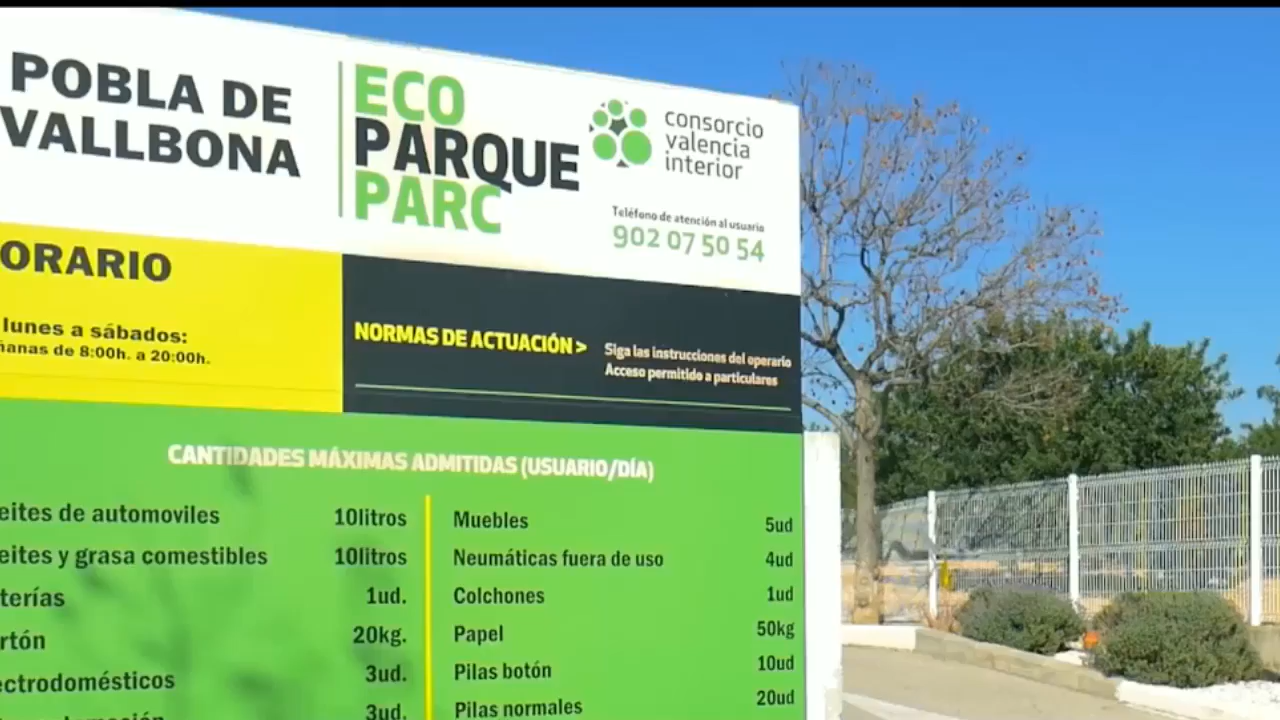 POBLA DE
VALLBONA
ECO
PARQUE
PARC
consorcio
valencia
interior
Teléfono de atención al usuario
902 07 50 54
ORARIO
lunes a sábados:
ñanas de 8:00h. a 20:00h.
NORMAS DE ACTUACIÓN >
Siga las instrucciones del operario
Acceso permitido a particulares
CANTIDADES MÁXIMAS ADMITIDAS (USUARIO/DÍA)
eites de automoviles 10litros
eites y grasa comestibles 10litros
terías 1ud.
rtón 20kg.
ectrodomésticos 3ud.
3ud.
Muebles 5ud
Neumáticas fuera de uso 4ud
Colchones 1ud
Papel 50kg
Pilas botón 10ud
Pilas normales 20ud